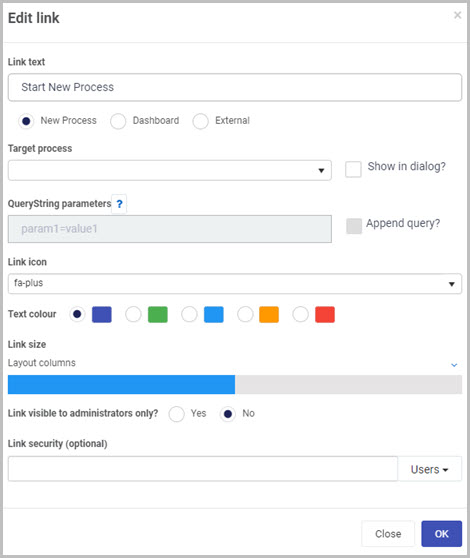 Edit link
×
Link text
Start New Process
New Process Dashboard External
Target process
Show in dialog?
QueryString parameters ?
param1=value1
Append query?
Link icon
fa-plus
Text colour
Link size
Layout columns
Link visible to administrators only? Yes No
Link security (optional)
Users
Close OK